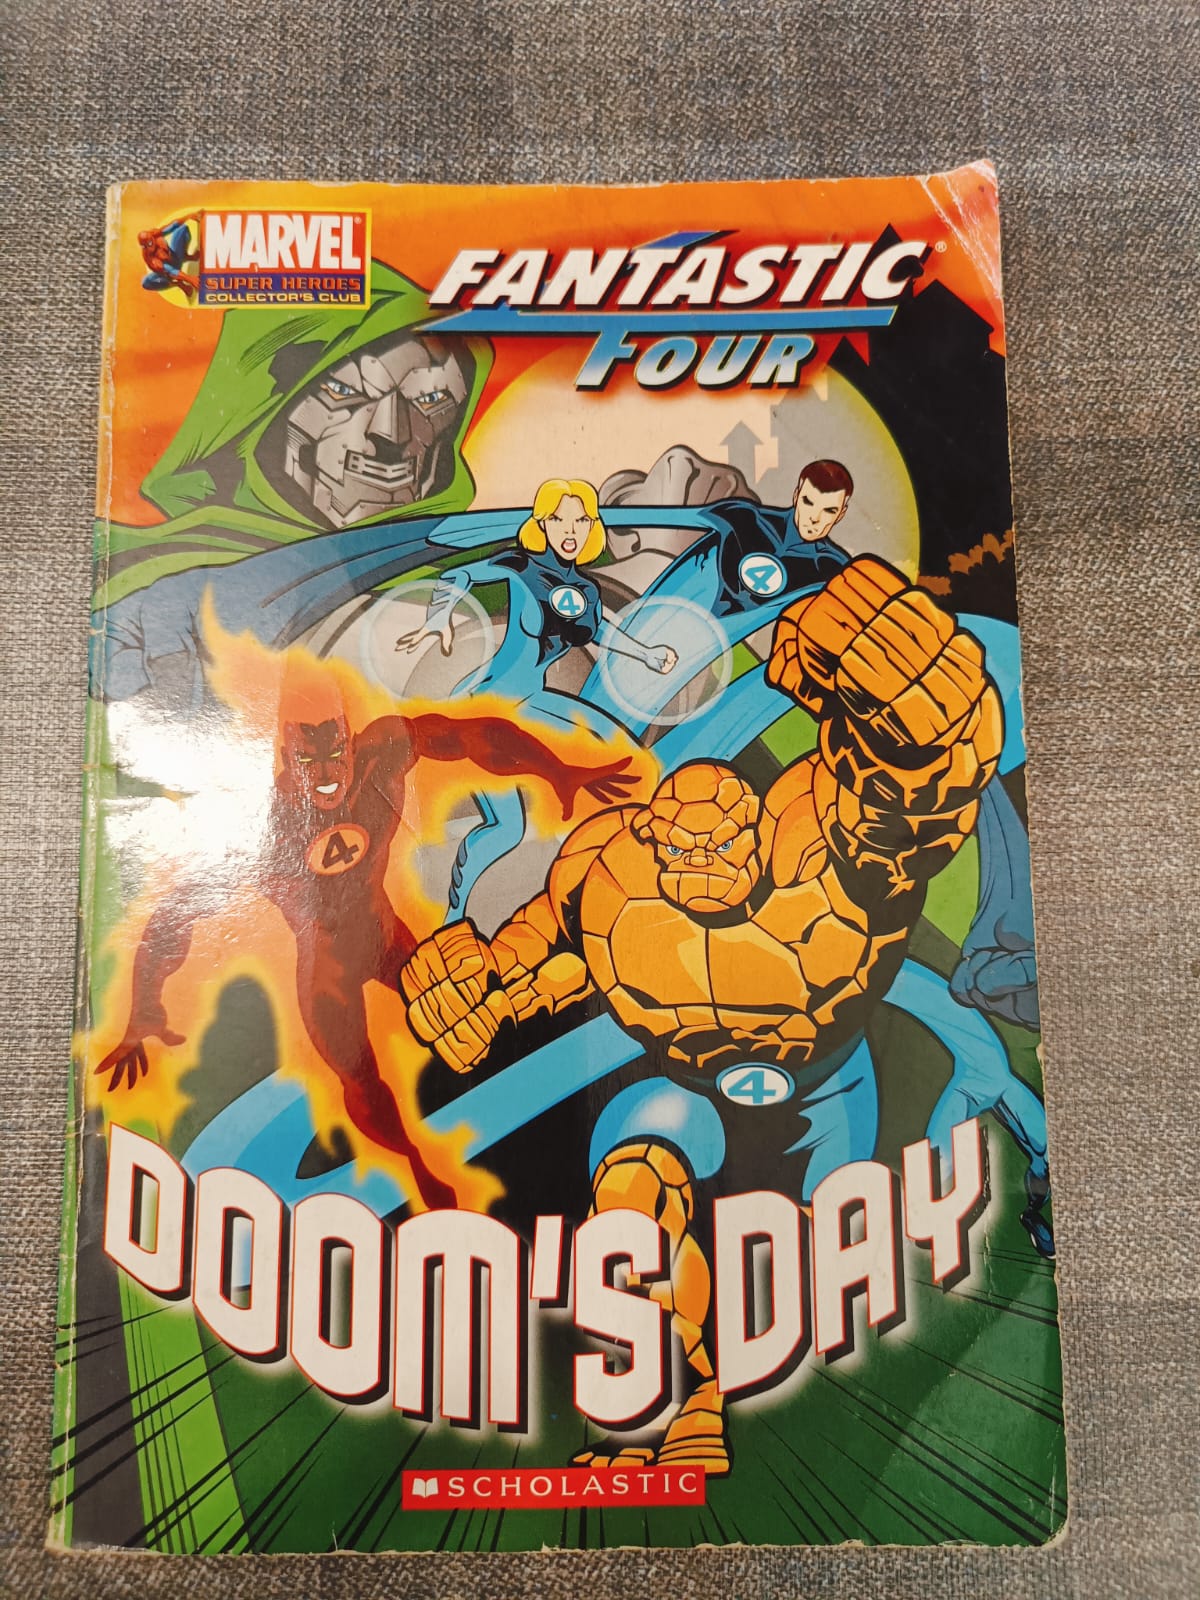 MARVEL®
SUPER HEROES
COLLECTOR'S CLUB
FANTASTIC®
FOUR
4
4
4
4
DOOM'S DAY
SCHOLASTIC